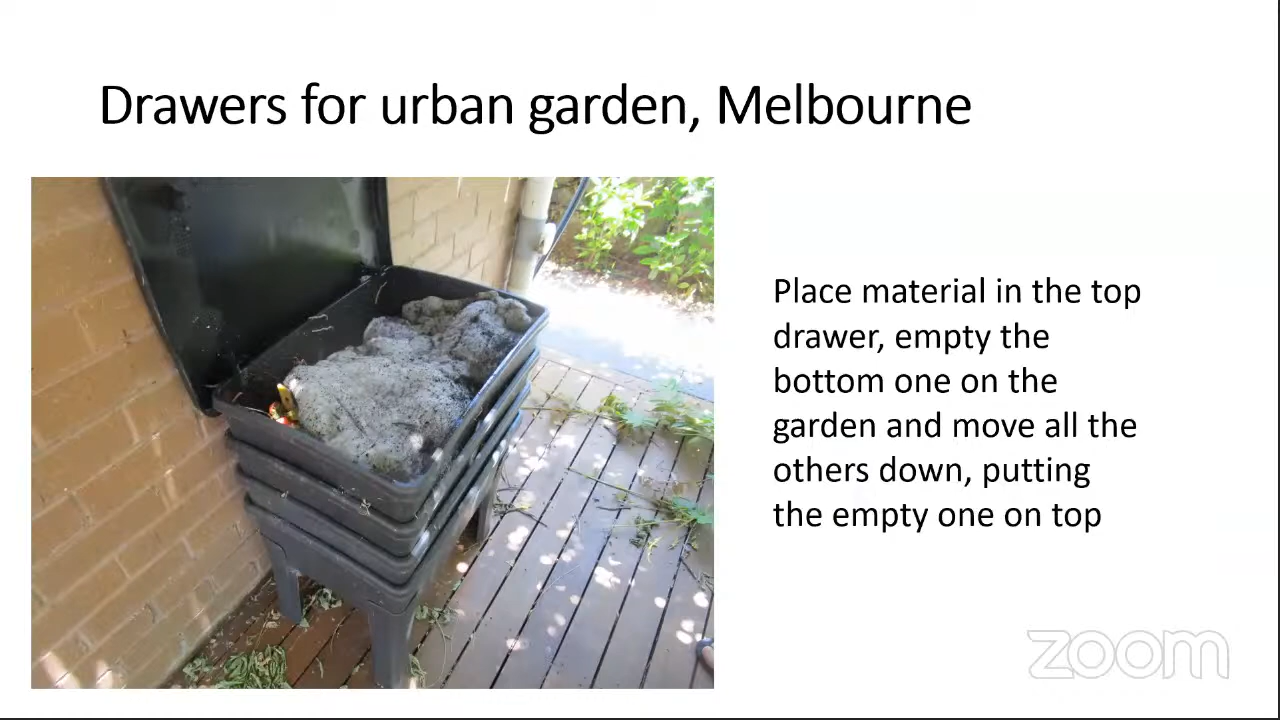 Drawers for urban garden, Melbourne
Place material in the top
drawer, empty the
bottom one on the
garden and move all the
others down, putting
the empty one on top
zoom